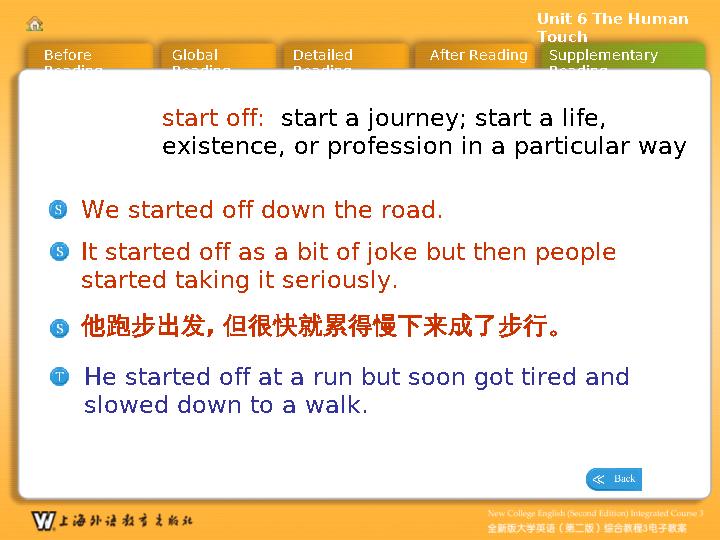 Unit 6 The Human
Touch
Before
Reading
Global
Reading
Detailed
Reading
After Reading
Supplementary
Reading
start off: start a journey; start a life,
existence, or profession in a particular way
S We started off down the road.
S It started off as a bit of joke but then people
started taking it seriously.
S 他跑步出发, 但很快就累得慢下来成了步行。
T He started off at a run but soon got tired and
slowed down to a walk.
≪ Back
W 上海外语教育出版社
New College English (Second Edition) Integrated Course 3
全新版大学英语（第二版）综合教程3电子教案